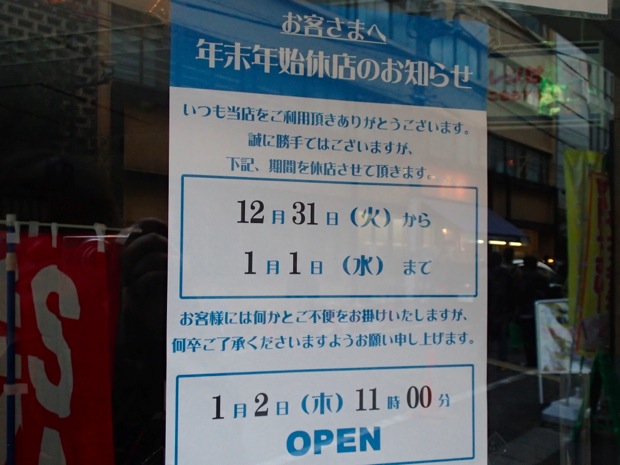 お客さまへ
年末年始休店のお知らせ
いつも当店をご利用頂きありがとうございます。
誠に勝手ではございますが、
下記、期間を休店させて頂きます。
12月31日(火)から
1月1日(水)まで
お客様には何かとご不便をお掛けいたしますが、
何卒ご了承くださいますようお願い申し上げます。
1月2日(木)11時00分
OPEN
S